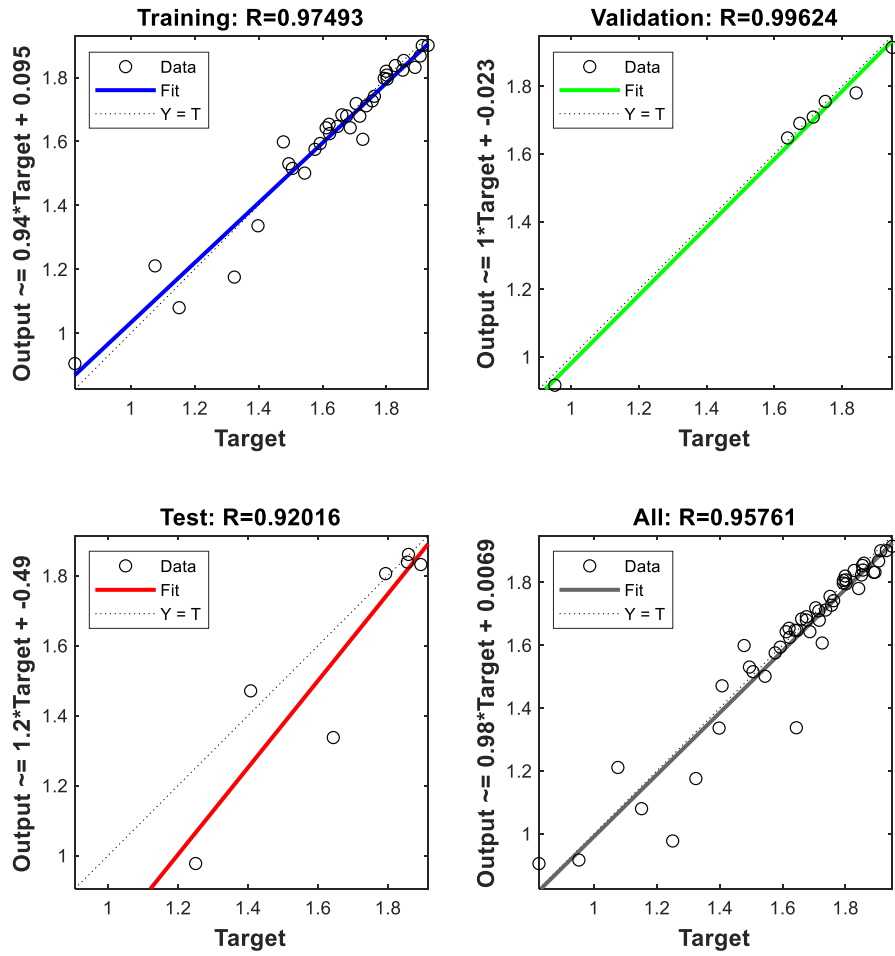 Training: R=0.97493
Output ~= 0.94*Target + 0.095
1.8
1.6
1.4
1.2
1
Data
Fit
Y = T
1 1.2 1.4 1.6 1.8
Target
Validation: R=0.99624
Output ~= 1*Target + -0.023
1.8
1.6
1.4
1.2
1
Data
Fit
Y = T
1 1.2 1.4 1.6 1.8
Target
Test: R=0.92016
Output ~= 1.2*Target + -0.49
1.8
1.6
1.4
1.2
1
Data
Fit
Y = T
1 1.2 1.4 1.6 1.8
Target
All: R=0.95761
Output ~= 0.98*Target + 0.0069
1.8
1.6
1.4
1.2
1
Data
Fit
Y = T
1 1.2 1.4 1.6 1.8
Target